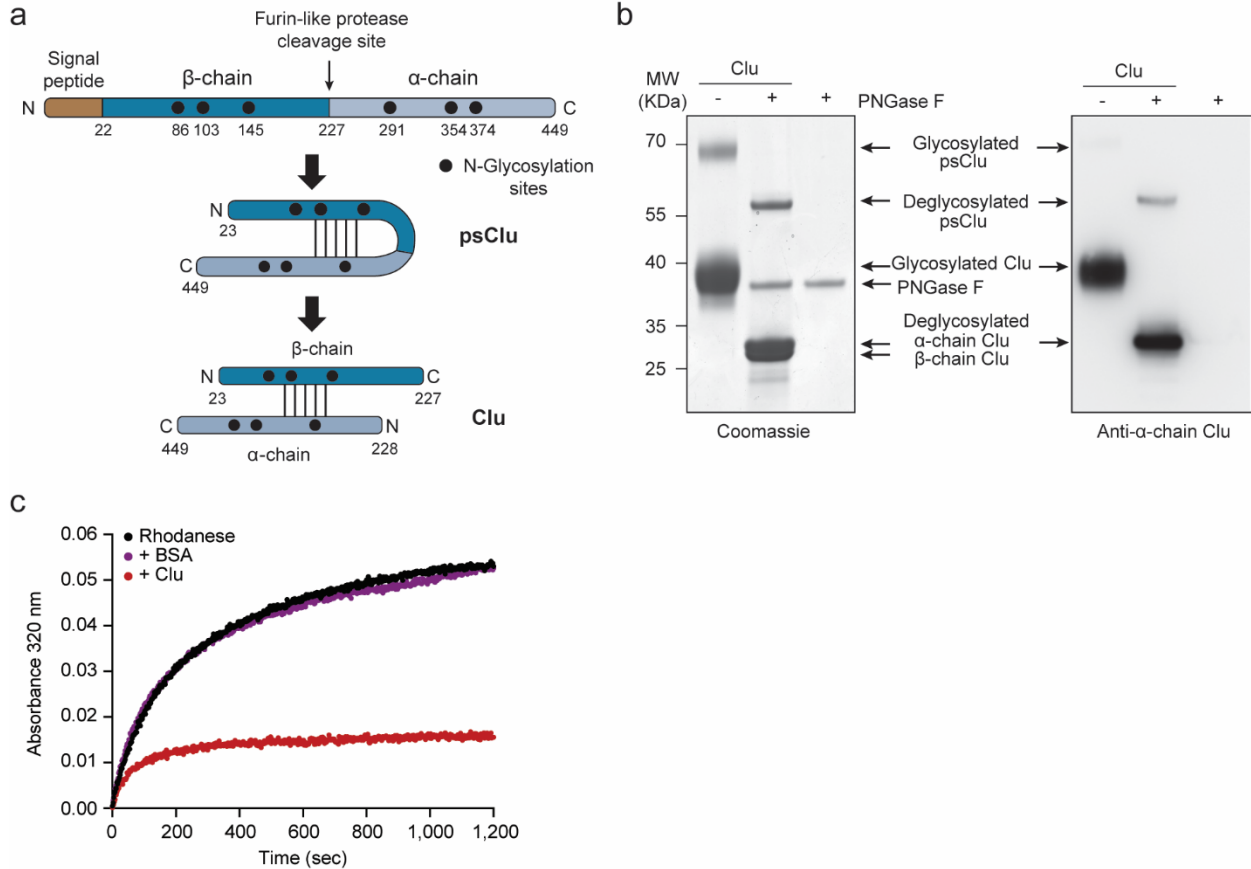 a
Furin-like protease
cleavage site
Signal
peptide
β-chain
α-chain
N
C
22
86
103
145
227
291
354
374
449
N-Glycosylation
sites
N
23
psClu
C
449
β-chain
N
C
23
227
Clu
C
N
449
228
α-chain
b
MW
(KDa)
Clu
- + + PNGase F
Clu
- + +
70
55
40
35
25
Glycosylated
psClu
Deglycosylated
psClu
Glycosylated Clu
PNGase F
Deglycosylated
α-chain Clu
β-chain Clu
Coomassie
Anti-α-chain Clu
c
Rhodanese
+ BSA
+ Clu
Absorbance 320 nm
0.06
0.05
0.04
0.03
0.02
0.01
0.00
0 200 400 600 800 1,000 1,200
Time (sec)